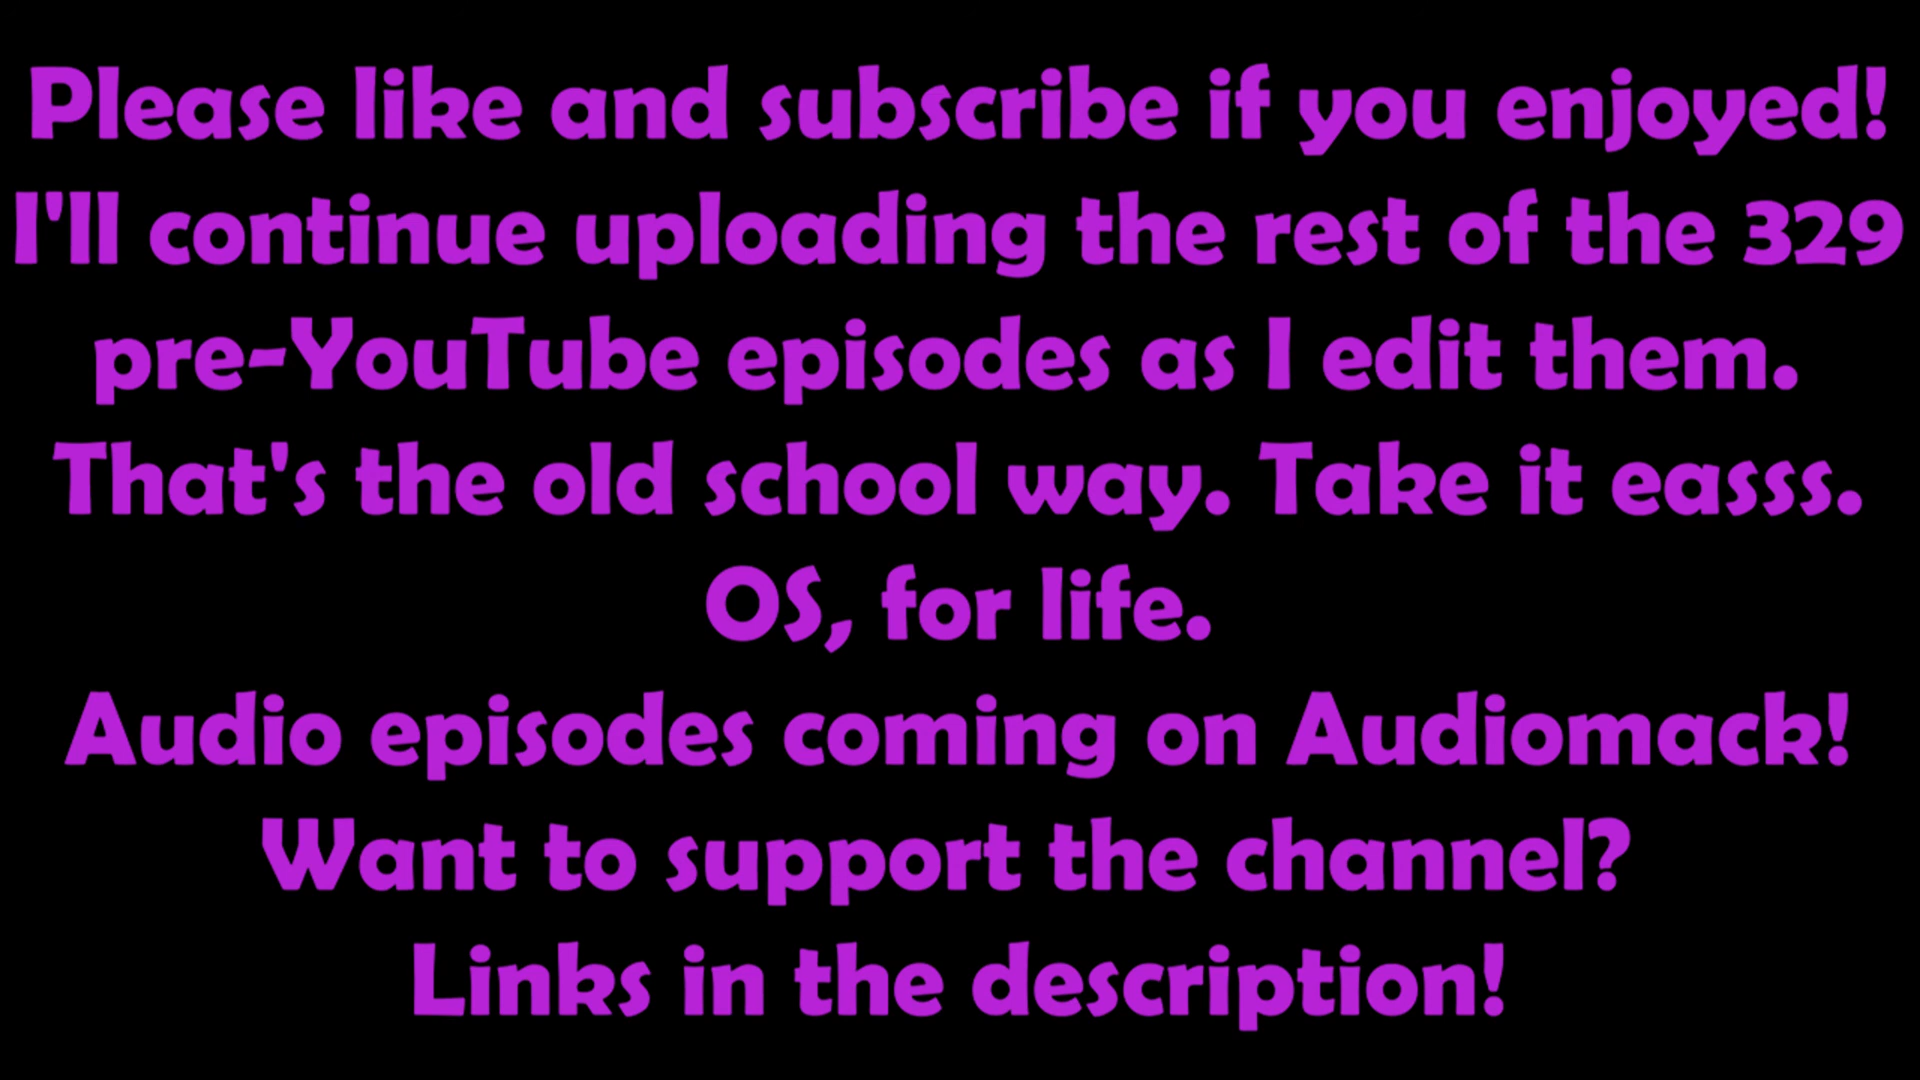 Please like and subscribe if you enjoyed!
I'll continue uploading the rest of the 329
pre-YouTube episodes as I edit them.
That's the old school way. Take it easss.
OS, for life.
Audio episodes coming on Audiomack!
Want to support the channel?
Links in the description!